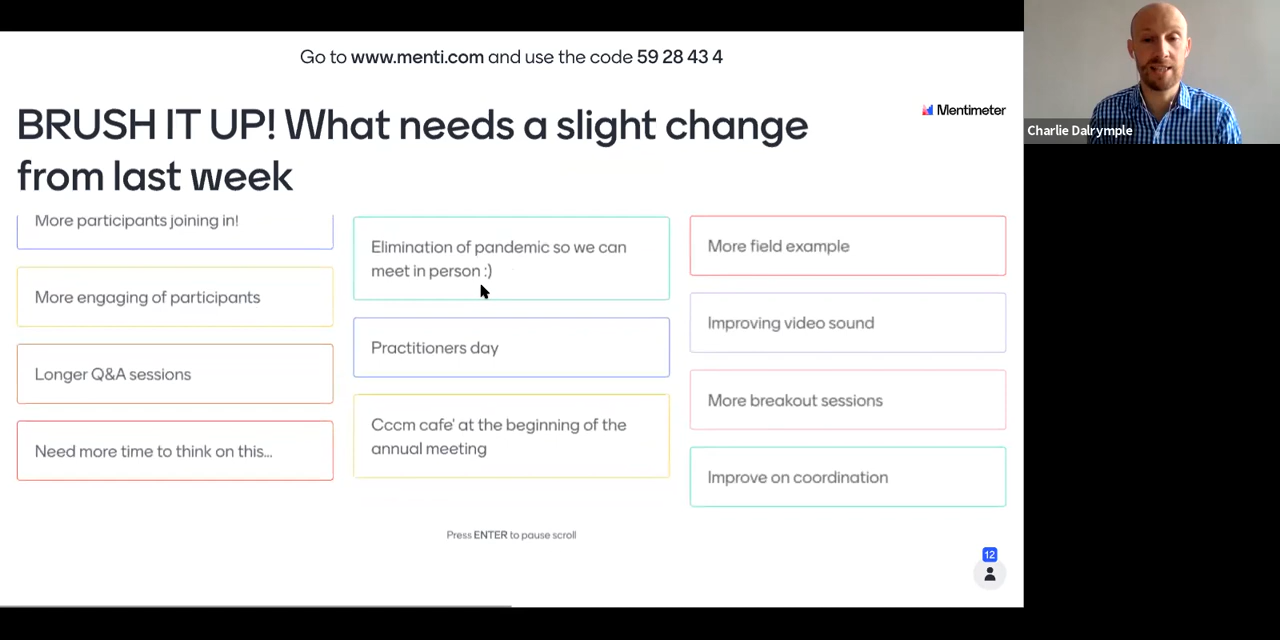 Go to www.menti.com and use the code 59 28 43 4
Mentimeter
BRUSH IT UP! What needs a slight change
from last week
Charlie Dalrymple
More participants joining in!
More engaging of participants
Longer Q&A sessions
Need more time to think on this...
Elimination of pandemic so we can
meet in person :)
Practitioners day
Cccm cafe' at the beginning of the
annual meeting
More field example
Improving video sound
More breakout sessions
Improve on coordination
Press ENTER to pause scroll
12